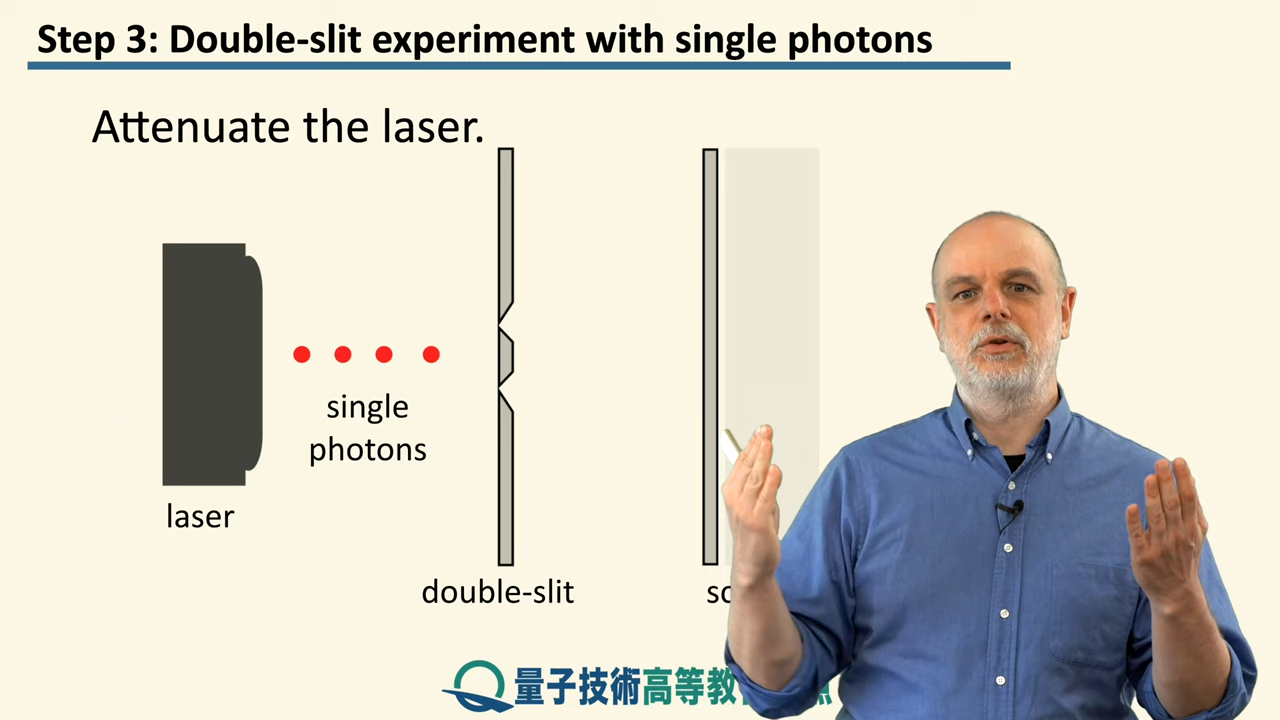 Step 3: Double-slit experiment with single photons
Attenuate the laser.
single
photons
laser
double-slit
量子技術高等教